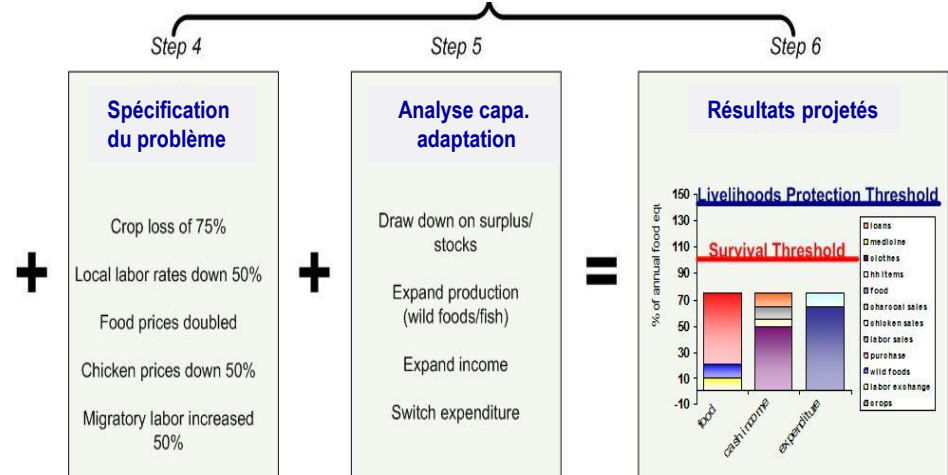 Step 4
Step 5
Step 6
Spécification
du problème
Crop loss of 75%
Local labor rates down 50%
Food prices doubled
Chicken prices down 50%
Migratory labor increased
50%
Analyse capa.
adaptation
Draw down on surplus/
stocks
Expand production
(wild foods/fish)
Expand income
Switch expenditure
Résultats projetés
% of annual food equ
150
130
110
90
70
50
30
10
-10
Livelihoods Protection Threshold
Survival Threshold
food
cash income
expenditure
loans
medicine
clothes
hh items
food
charcoal sales
chicken sales
labor sales
purchase
wild foods
labor exchange
crops
+
+
=